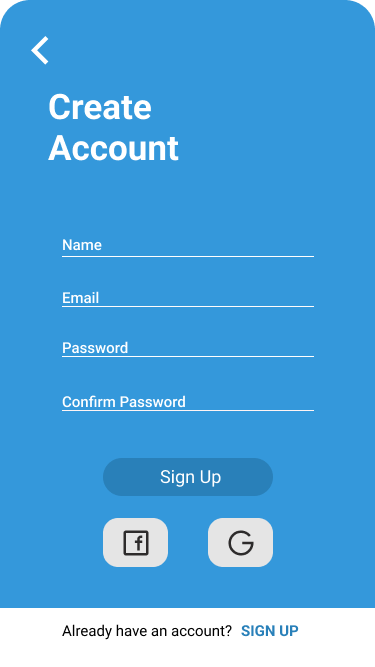 Create
Account
Name
Email
Password
Confirm Password
Sign Up
f G
Already have an account? SIGN UP